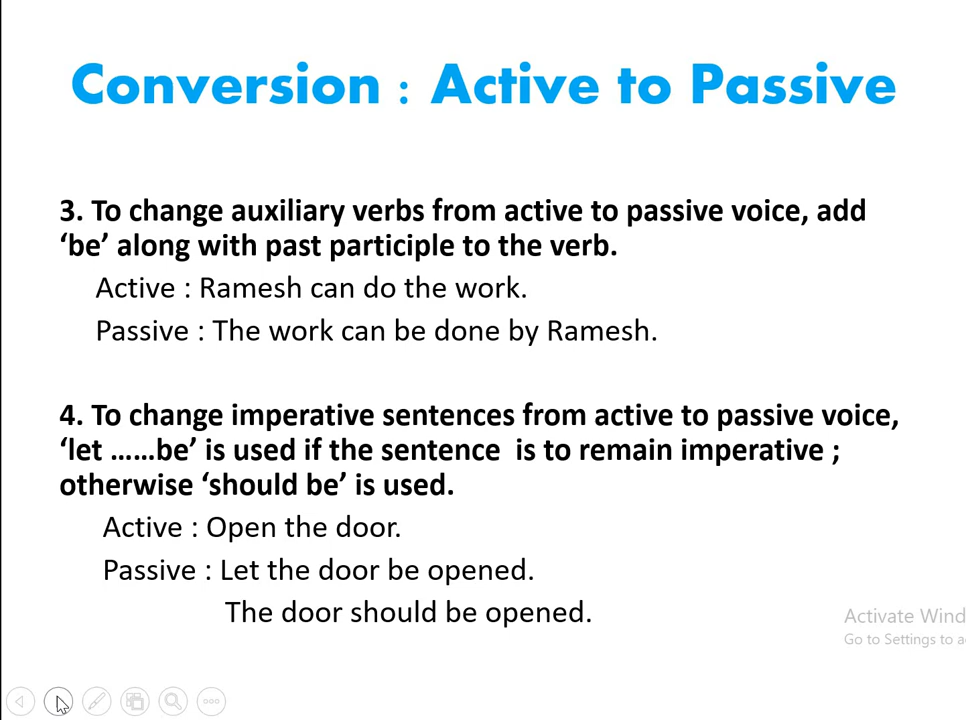 Conversion : Active to Passive
3. To change auxiliary verbs from active to passive voice, add
‘be’ along with past participle to the verb.
Active : Ramesh can do the work.
Passive : The work can be done by Ramesh.
4. To change imperative sentences from active to passive voice,
‘let ……be’ is used if the sentence  is to remain imperative ;
otherwise ‘should be’ is used.
Active : Open the door.
Passive : Let the door be opened.
The door should be opened.
Activate Wind
Go to Settings to a